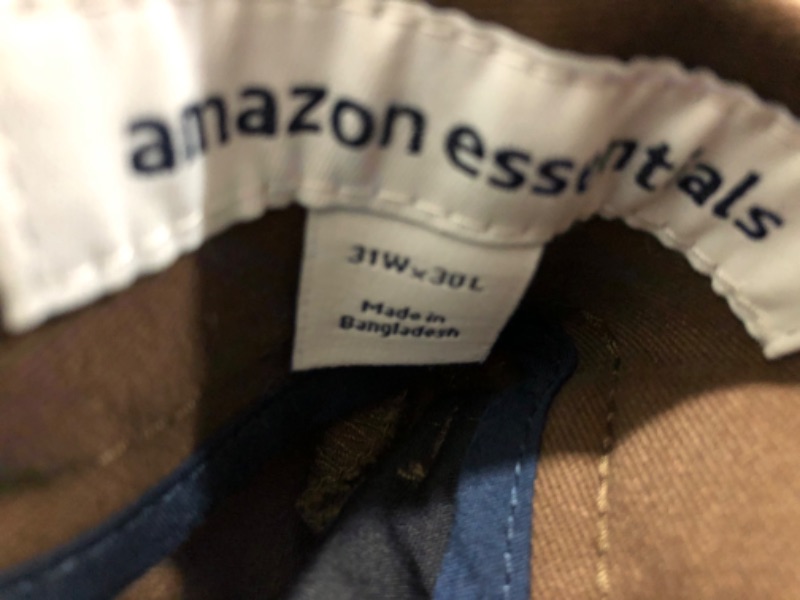 amazon essentials
31W x 30L
Made in
Bangladesh